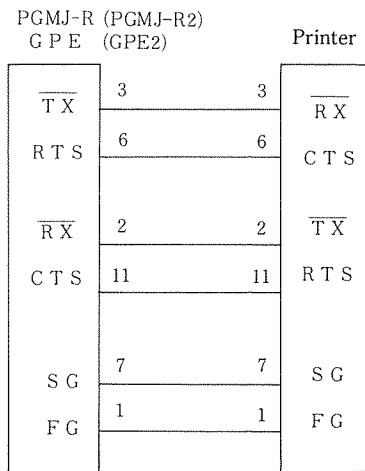 PGMJ-R (PGMJ-R2)
GPE (GPE2) Printer
TX 3 3 RX
RTS 6 6 CTS
RX 2 2 TX
CTS 11 11 RTS
SG 7 7 SG
FG 1 1 FG